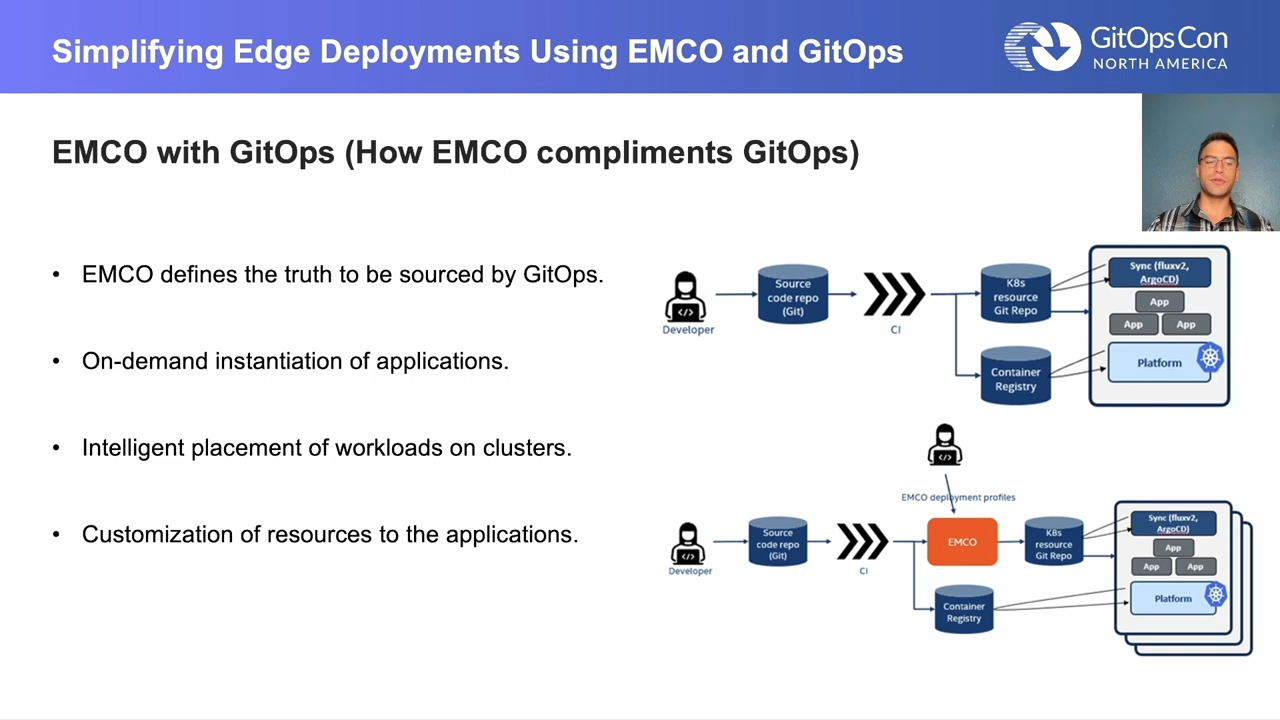 Simplifying Edge Deployments Using EMCO and GitOps
GitOpsCon
NORTH AMERICA
EMCO with GitOps (How EMCO compliments GitOps)
• EMCO defines the truth to be sourced by GitOps.
• On-demand instantiation of applications.
• Intelligent placement of workloads on clusters.
• Customization of resources to the applications.
Developer
Source
code repo
(Git)
CI
K8s
resource
Git Repo
Container
Registry
Sync (fluxv2,
ArgoCD)
App
App
App
Platform
EMCO deployment profiles
Developer
Source
code repo
(Git)
CI
EMCO
K8s
resource
Git Repo
Container
Registry
Sync (fluxv2,
ArgoCD)
App
App
App
Platform